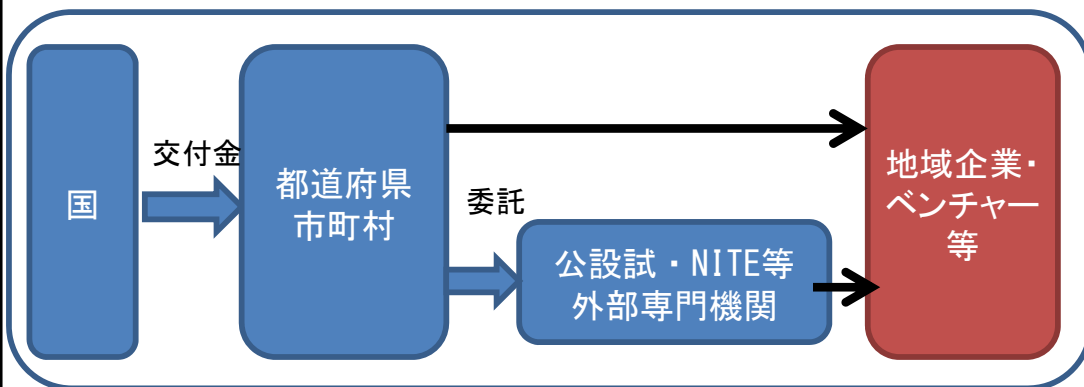 国
交付金
都道府県
市町村
委託
公設試・NITE等
外部専門機関
地域企業・
ベンチャー
等